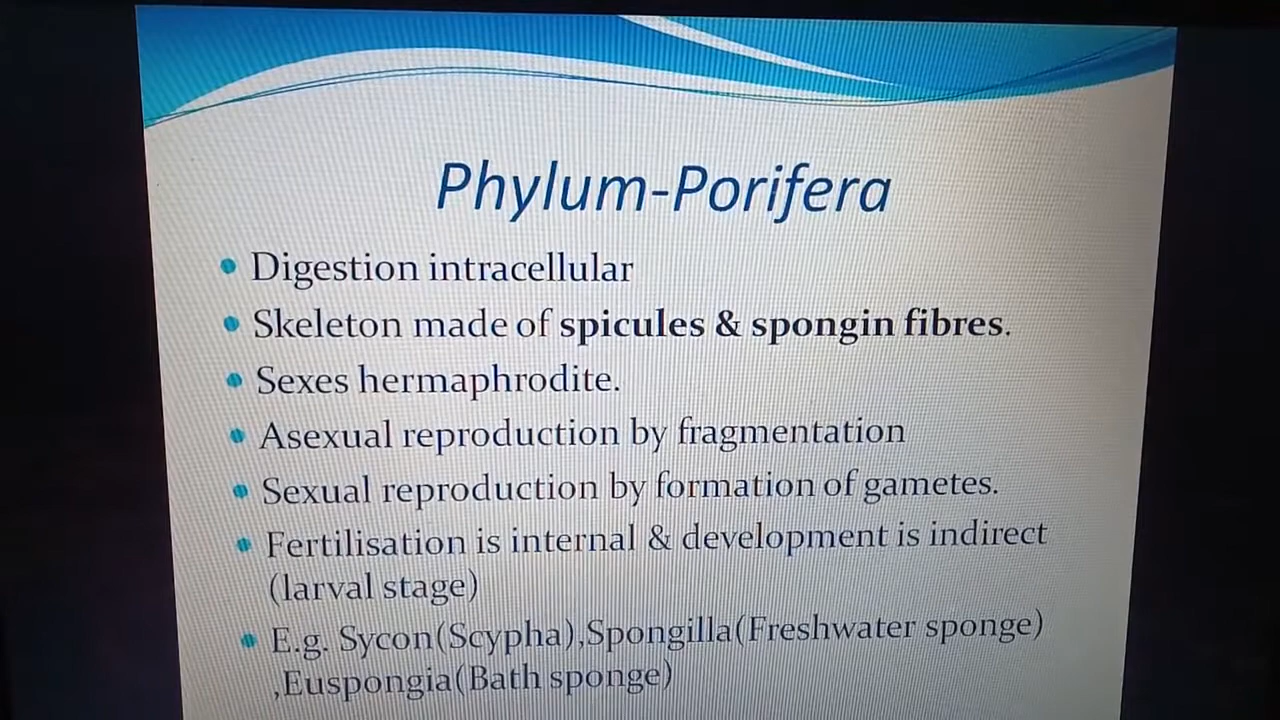 Phylum-Porifera
Digestion intracellular
Skeleton made of spicules & spongin fibres.
Sexes hermaphrodite.
Asexual reproduction by fragmentation
Sexual reproduction by formation of gametes.
Fertilisation is internal & development is indirect
(larval stage)
E.g. Sycon(Scypha),Spongilla(Freshwater sponge)
,Euspongia(Bath sponge)